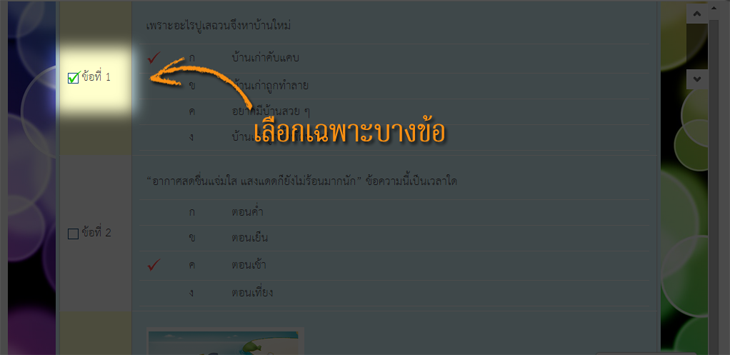 เพราะอะไรปูเสฉวนจึงหาบ้านใหม่
ข้อที่ 1
ก บ้านเก่าคับแคบ
ข บ้านเก่าถูกทำลาย
ค อยากมีบ้านสวย ๆ
ง บ้าน
เลือกเฉพาะบางข้อ
"อากาศสดชื่นแจ่มใส แสงแดดก็ยังไม่ร้อนมากนัก" ข้อความนี้เป็นเวลาใด
ข้อที่ 2
ก ตอนค่ำ
ข ตอนเย็น
ค ตอนเช้า
ง ตอนเที่ยง